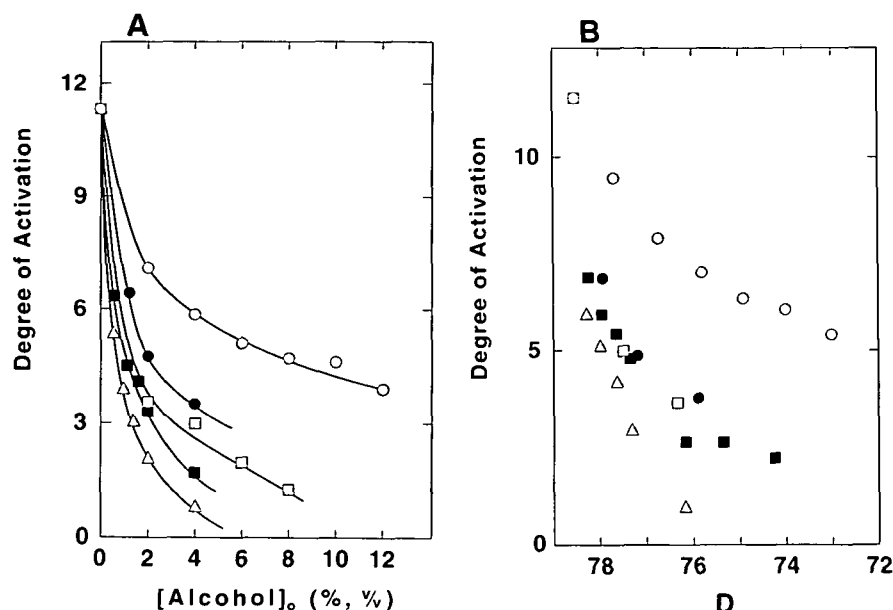 A
Degree of Activation
12
9
6
3
0
0 2 4 6 8 10 12
[Alcohol]₀ (%, v/v)
B
Degree of Activation
10
5
0
78 76 74 72
D